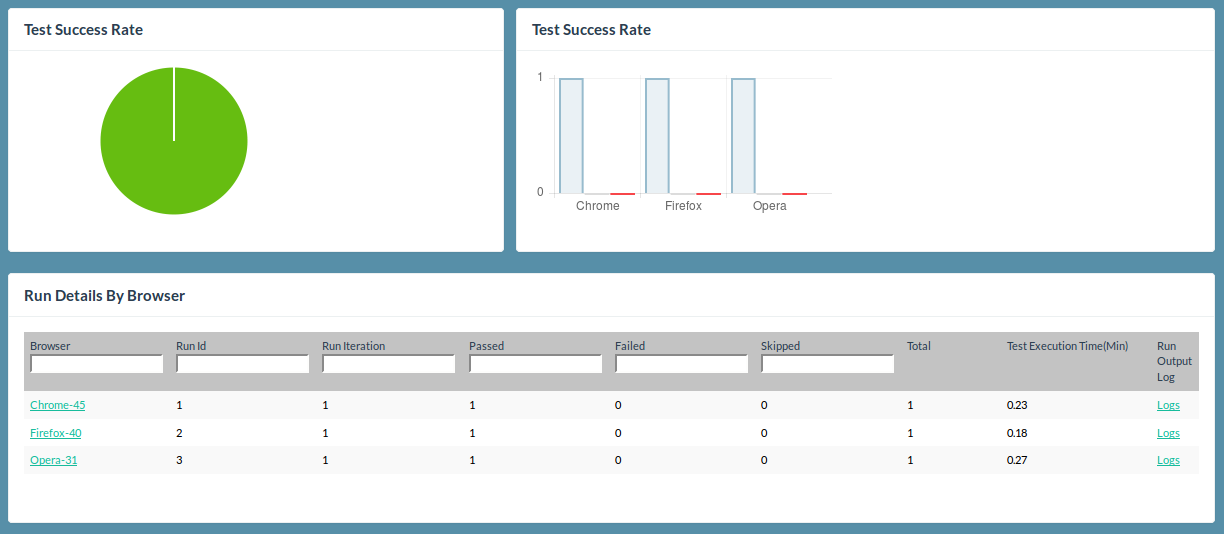 Test Success Rate
Test Success Rate
1
0
Chrome Firefox Opera
Run Details By Browser
Browser Run Id Run Iteration Passed Failed Skipped Total Test Execution Time(Min) Run
Output
Log
Chrome-45 1 1 1 0 0 1 0.23 Logs
Firefox-40 2 1 1 0 0 1 0.18 Logs
Opera-31 3 1 1 0 0 1 0.27 Logs